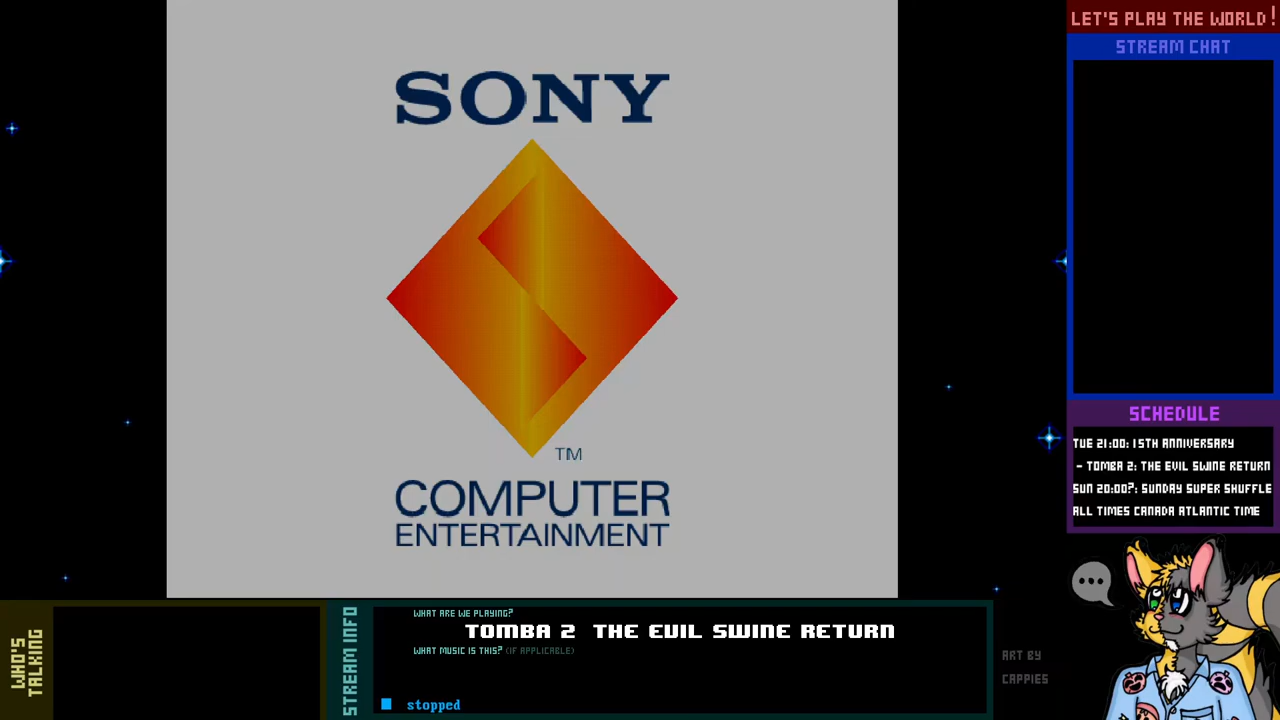 SONY
TM
COMPUTER
ENTERTAINMENT
LET'S PLAY THE WORLD!
STREAM CHAT
SCHEDULE
TUE 21:00: 15TH ANNIVERSARY
- TOMBA 2: THE EVIL SWINE RETURN
SUN 20:00?: SUNDAY SUPER SHUFFLE
ALL TIMES CANADA ATLANTIC TIME
WHO'S
TALKING
STREAM INFO
WHAT ARE WE PLAYING?
TOMBA 2 THE EVIL SWINE RETURN
WHAT MUSIC IS THIS? (IF APPLICABLE)
stopped
ART BY
CAPPIES